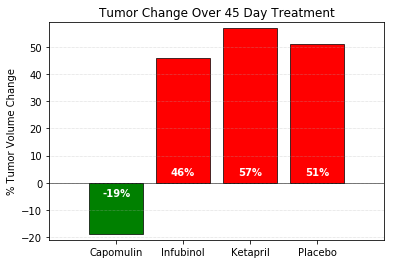 Tumor Change Over 45 Day Treatment
% Tumor Volume Change
50
40
30
20
10
0
−10
−20
-19%
46%
57%
51%
Capomulin
Infubinol
Ketapril
Placebo